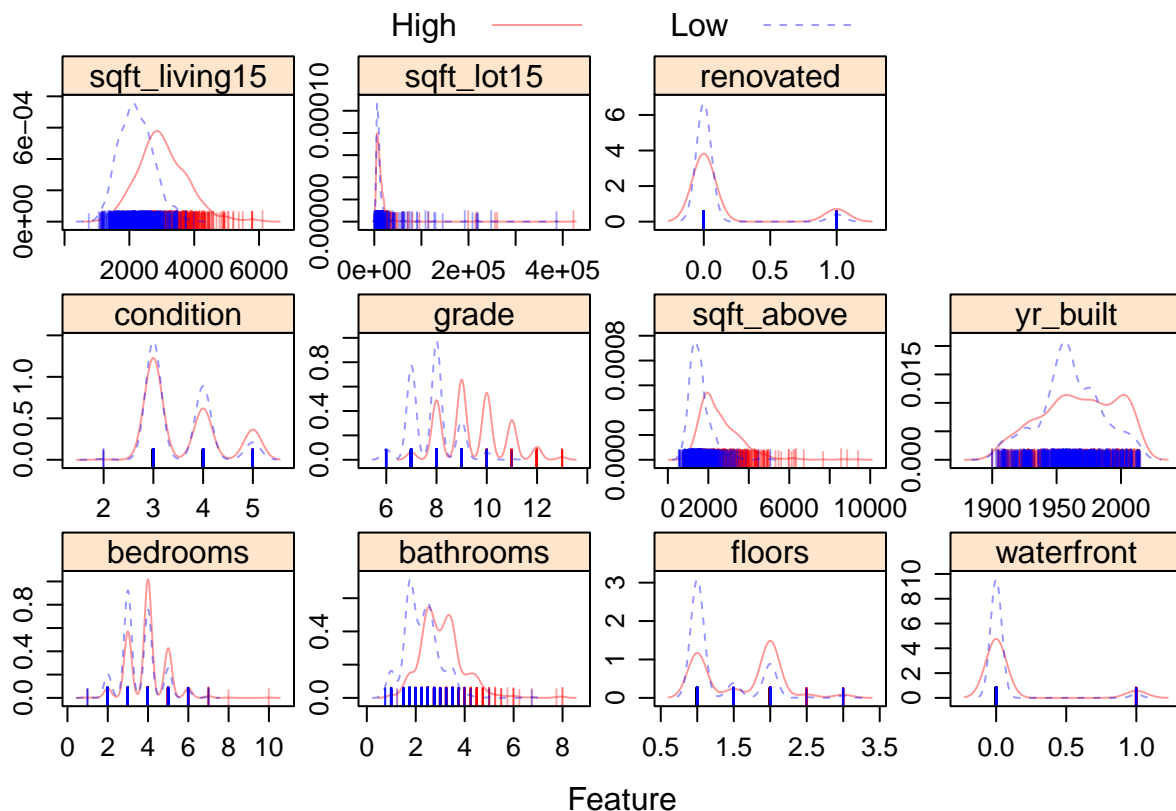 High Low
sqft_living15 sqft_lot15 renovated
0e+00 6e-04
2000 4000 6000
0.00000 0.00010
0e+00 2e+05 4e+05
0 2 4 6
0.0 0.5 1.0
condition grade sqft_above yr_built
0.0 0.5 1.0
2 3 4 5
0.0 0.4 0.8
6 8 10 12
0.0000 0.0008
0 2000 6000 10000
0.000 0.015
1900 1950 2000
bedrooms bathrooms floors waterfront
0.0 0.4 0.8
0 2 4 6 8 10
0.0 0.4
0 2 4 6 8
0 1 2 3
0.5 1.5 2.5 3.5
0 2 4 6 8 10
0.0 0.5 1.0
Feature